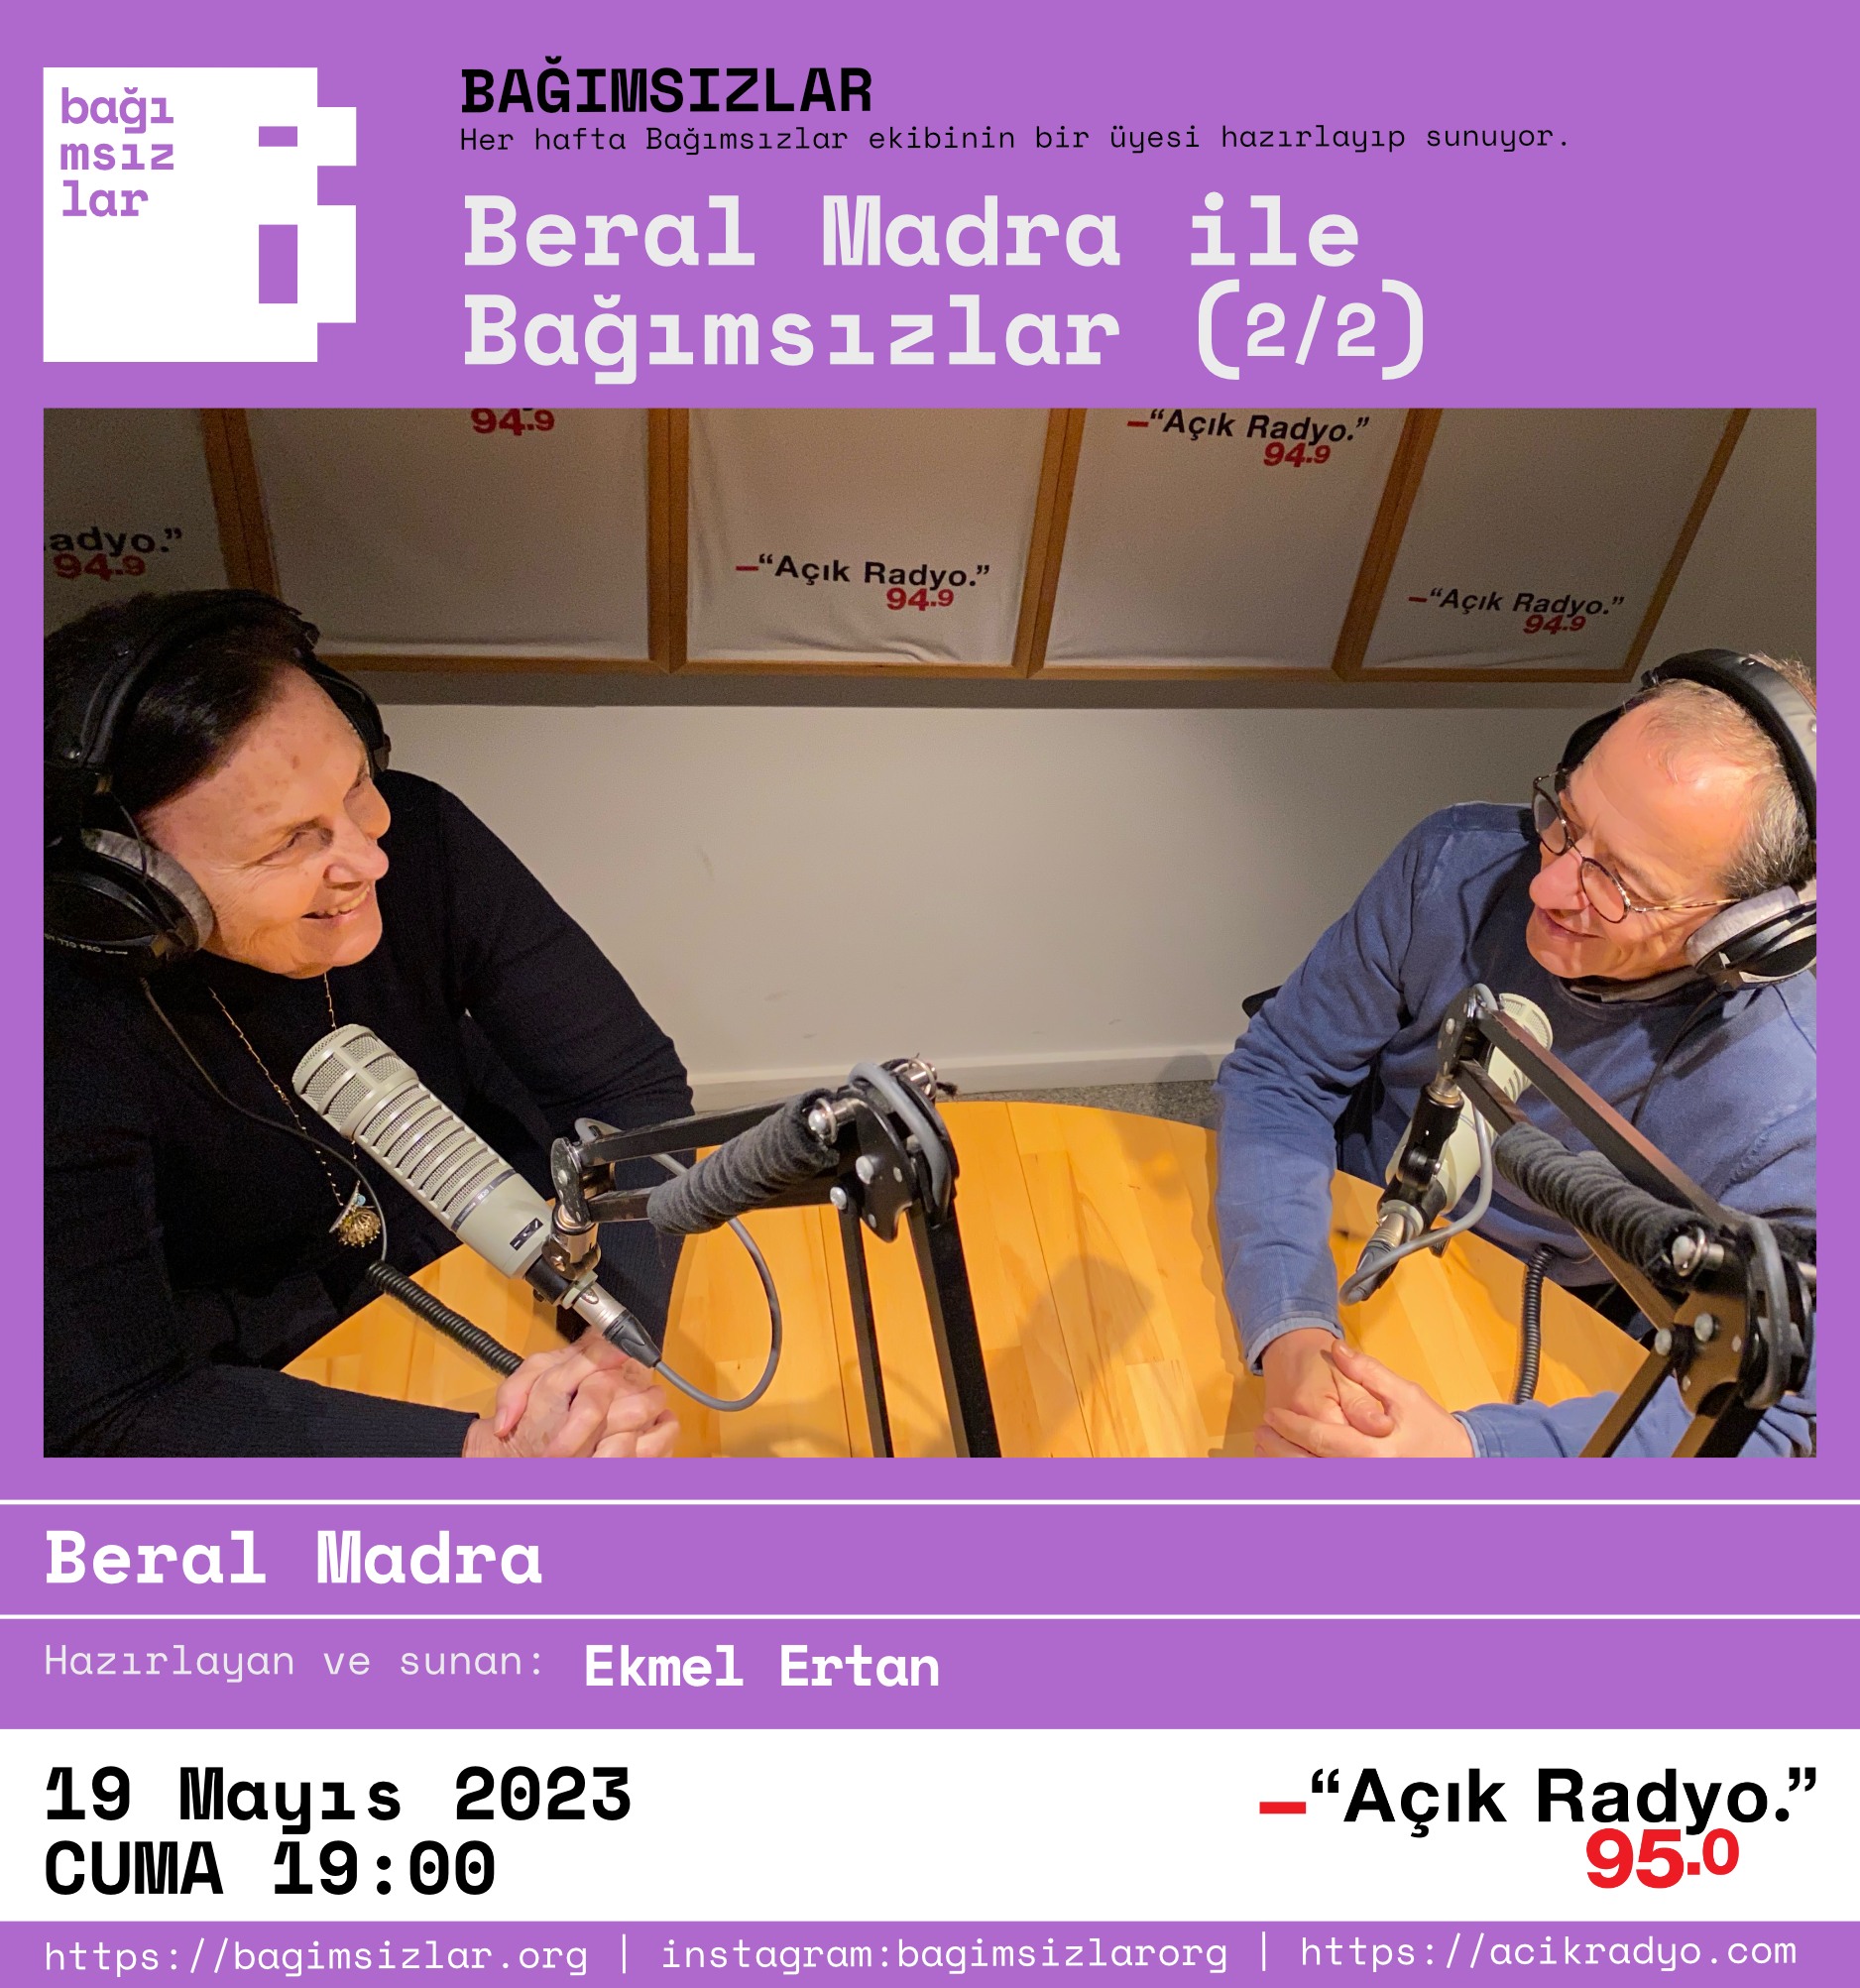 bağı
msız
lar
BAĞIMSIZLAR
Her hafta Bağımsızlar ekibinin bir üyesi hazırlayıp sunuyor.
Beral Madra ile
Bağımsızlar (2/2)
94.9
—“Açık Radyo.”
94.9
adyo.”
94.9
—“Açık Radyo.”
94.9
—“Açık Radyo.”
94.9
Beral Madra
Hazırlayan ve sunan: Ekmel Ertan
19 Mayıs 2023
CUMA 19:00
—“Açık Radyo.”
95.0
https://bagimsizlar.org | instagram:bagimsizlarorg | https://acikradyo.com